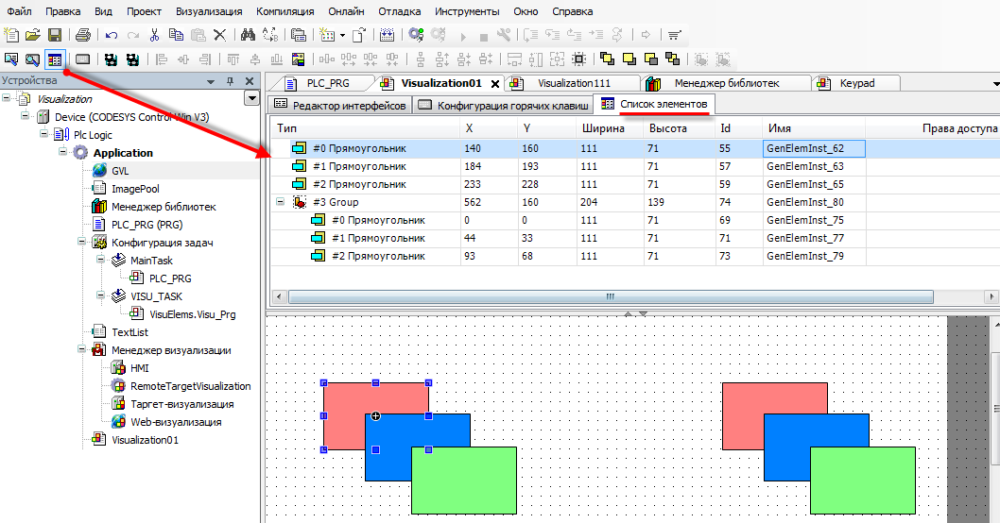 Файл Правка Вид Проект Визуализация Компиляция Онлайн Отладка Инструменты Окно Справка
Устройства
Visualization
Device (CODESYS Control Win V3)
Plc Logic
Application
GVL
ImagePool
Менеджер библиотек
PLC_PRG (PRG)
Конфигурация задач
MainTask
PLC_PRG
VISU_TASK
VisuElems.Visu_Prg
TextList
Менеджер визуализации
HMI
RemoteTargetVisualization
Таргет-визуализация
Web-визуализация
Visualization01
PLC_PRG Visualization01 Visualization111 Менеджер библиотек Keypad
Редактор интерфейсов Конфигурация горячих клавиш Список элементов
Тип X Y Ширина Высота Id Имя Права доступа
#0 Прямоугольник 140 160 111 71 55 GenElemInst_62
#1 Прямоугольник 184 193 111 71 57 GenElemInst_63
#2 Прямоугольник 233 228 111 71 59 GenElemInst_65
#3 Group 562 160 204 139 74 GenElemInst_80
#0 Прямоугольник 0 0 111 71 69 GenElemInst_75
#1 Прямоугольник 44 33 111 71 71 GenElemInst_77
#2 Прямоугольник 93 68 111 71 73 GenElemInst_79